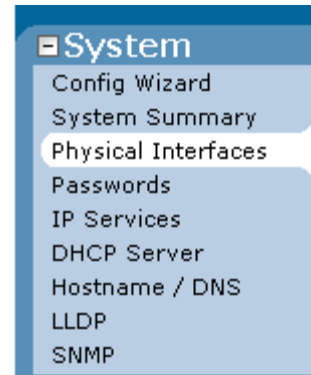 System
Config Wizard
System Summary
Physical Interfaces
Passwords
IP Services
DHCP Server
Hostname / DNS
LLDP
SNMP